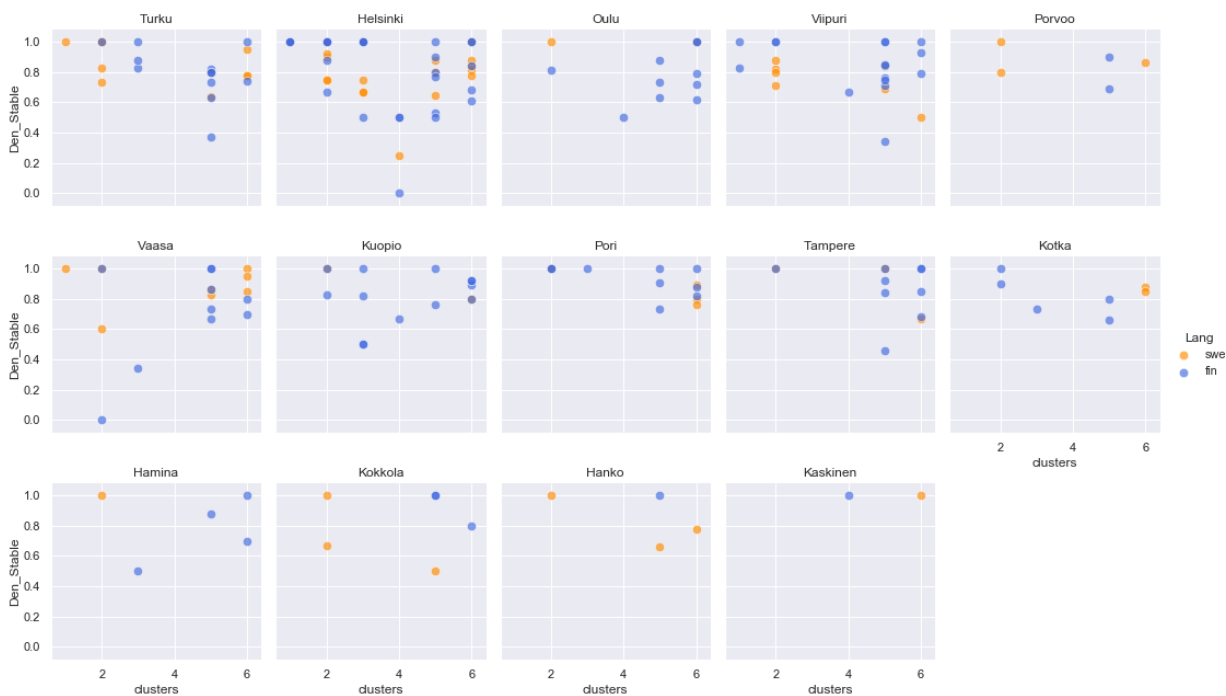 Turku Helsinki Oulu Viipuri Porvoo
1.0
0.8
0.6
0.4
0.2
0.0
Den_Stable
Vaasa Kuopio Pori Tampere Kotka
1.0
0.8
0.6
0.4
0.2
0.0
Den_Stable
2 4 6
clusters
Lang
swe
fin
Hamina Kokkola Hanko Kaskinen
1.0
0.8
0.6
0.4
0.2
0.0
Den_Stable
2 4 6 2 4 6 2 4 6 2 4 6
clusters clusters clusters clusters